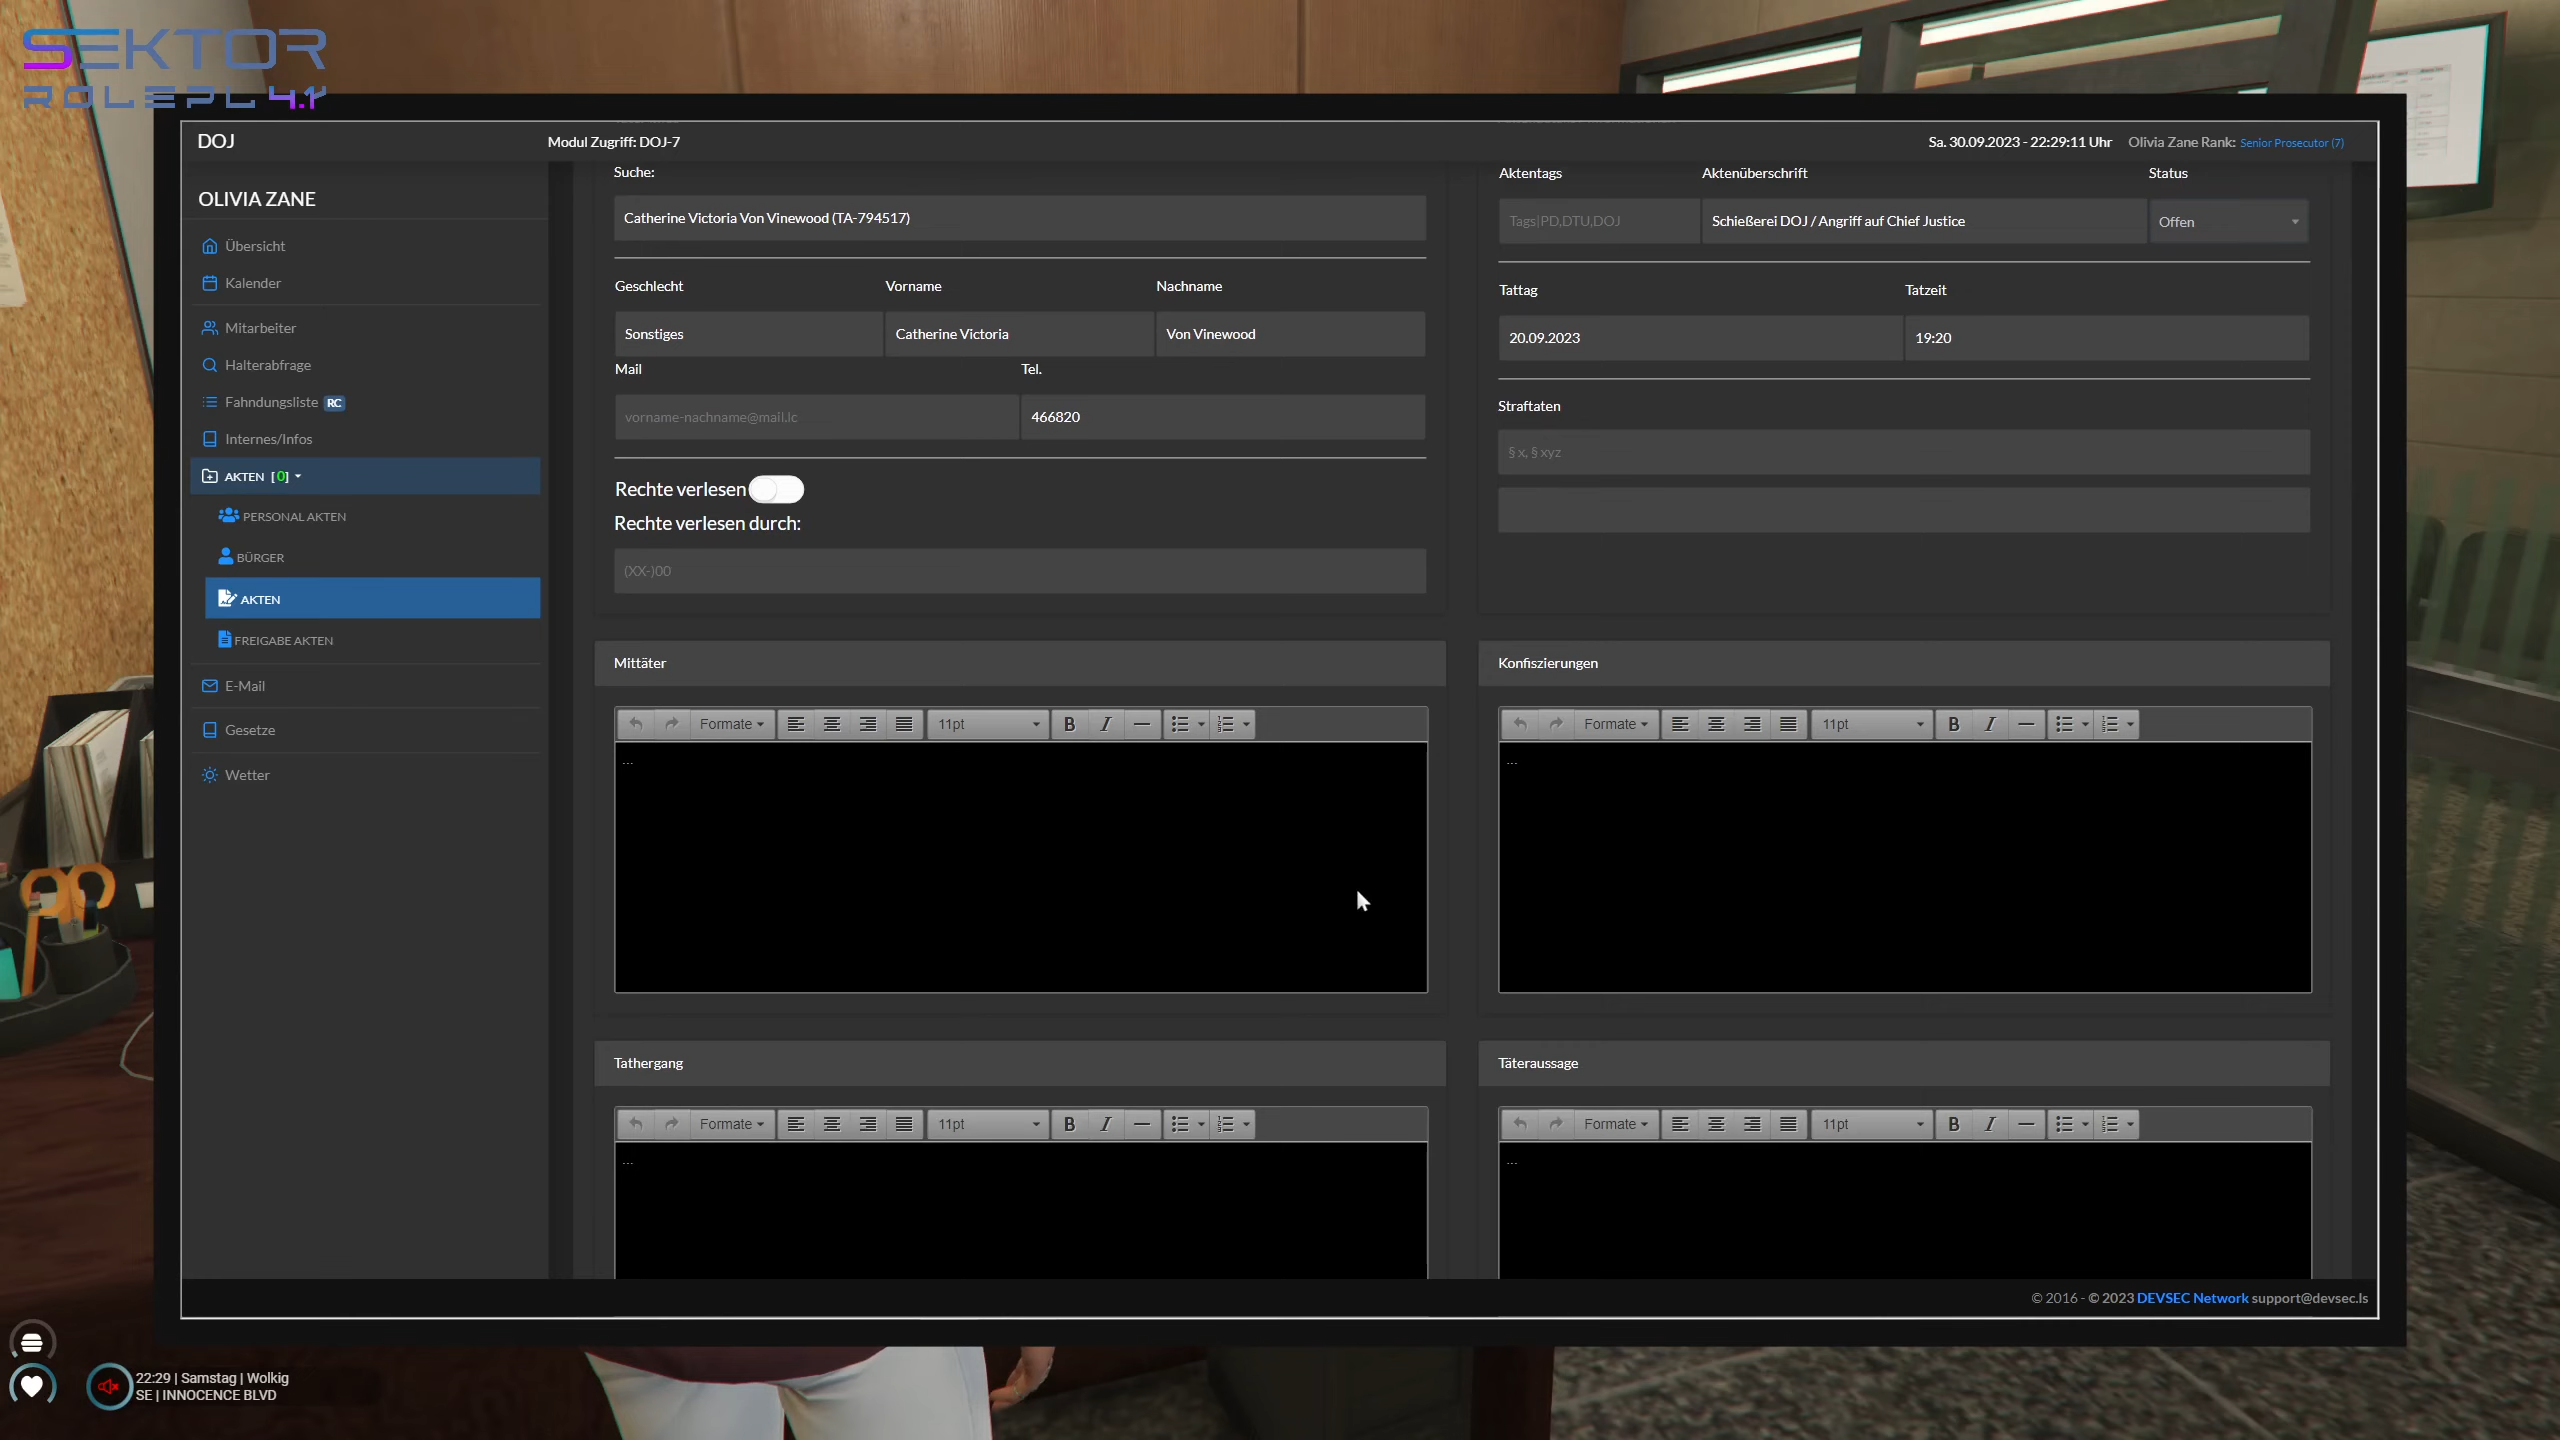 SEKTOR
ROLEPL4.Y
DOJ
Modul Zugriff: DOJ-7
Sa. 30.09.2023 - 22:29:11 Uhr
Olivia Zane Rank: Senior Prosecutor (7)
OLIVIA ZANE
Übersicht
Kalender
Mitarbeiter
Halterabfrage
Fahndungsliste RC
Internes/Infos
AKTEN [0]
PERSONAL AKTEN
BÜRGER
AKTEN
FREIGABE AKTEN
E-Mail
Gesetze
Wetter
Suche:
Catherine Victoria Von Vinewood (TA-794517)
Geschlecht Vorname Nachname
Sonstiges Catherine Victoria Von Vinewood
Mail Tel.
vorname-nachname@mail.lc 466820
Rechte verlesen
Rechte verlesen durch:
(XX-)00
Aktentags Aktenüberschrift Status
Tags|PD,DTU,DOJ Schießerei DOJ / Angriff auf Chief Justice Offen
Tattag Tatzeit
20.09.2023 19:20
Straftaten
§ x, § xyz
Mittäter
Formate 11pt B I
...
Konfiszierungen
Formate 11pt B I
...
Tathergang
Formate 11pt B I
...
Täteraussage
Formate 11pt B I
...
© 2016 - © 2023 DEVSEC Network support@devsec.ls
22:29 | Samstag | Wolkig
SE | INNOCENCE BLVD